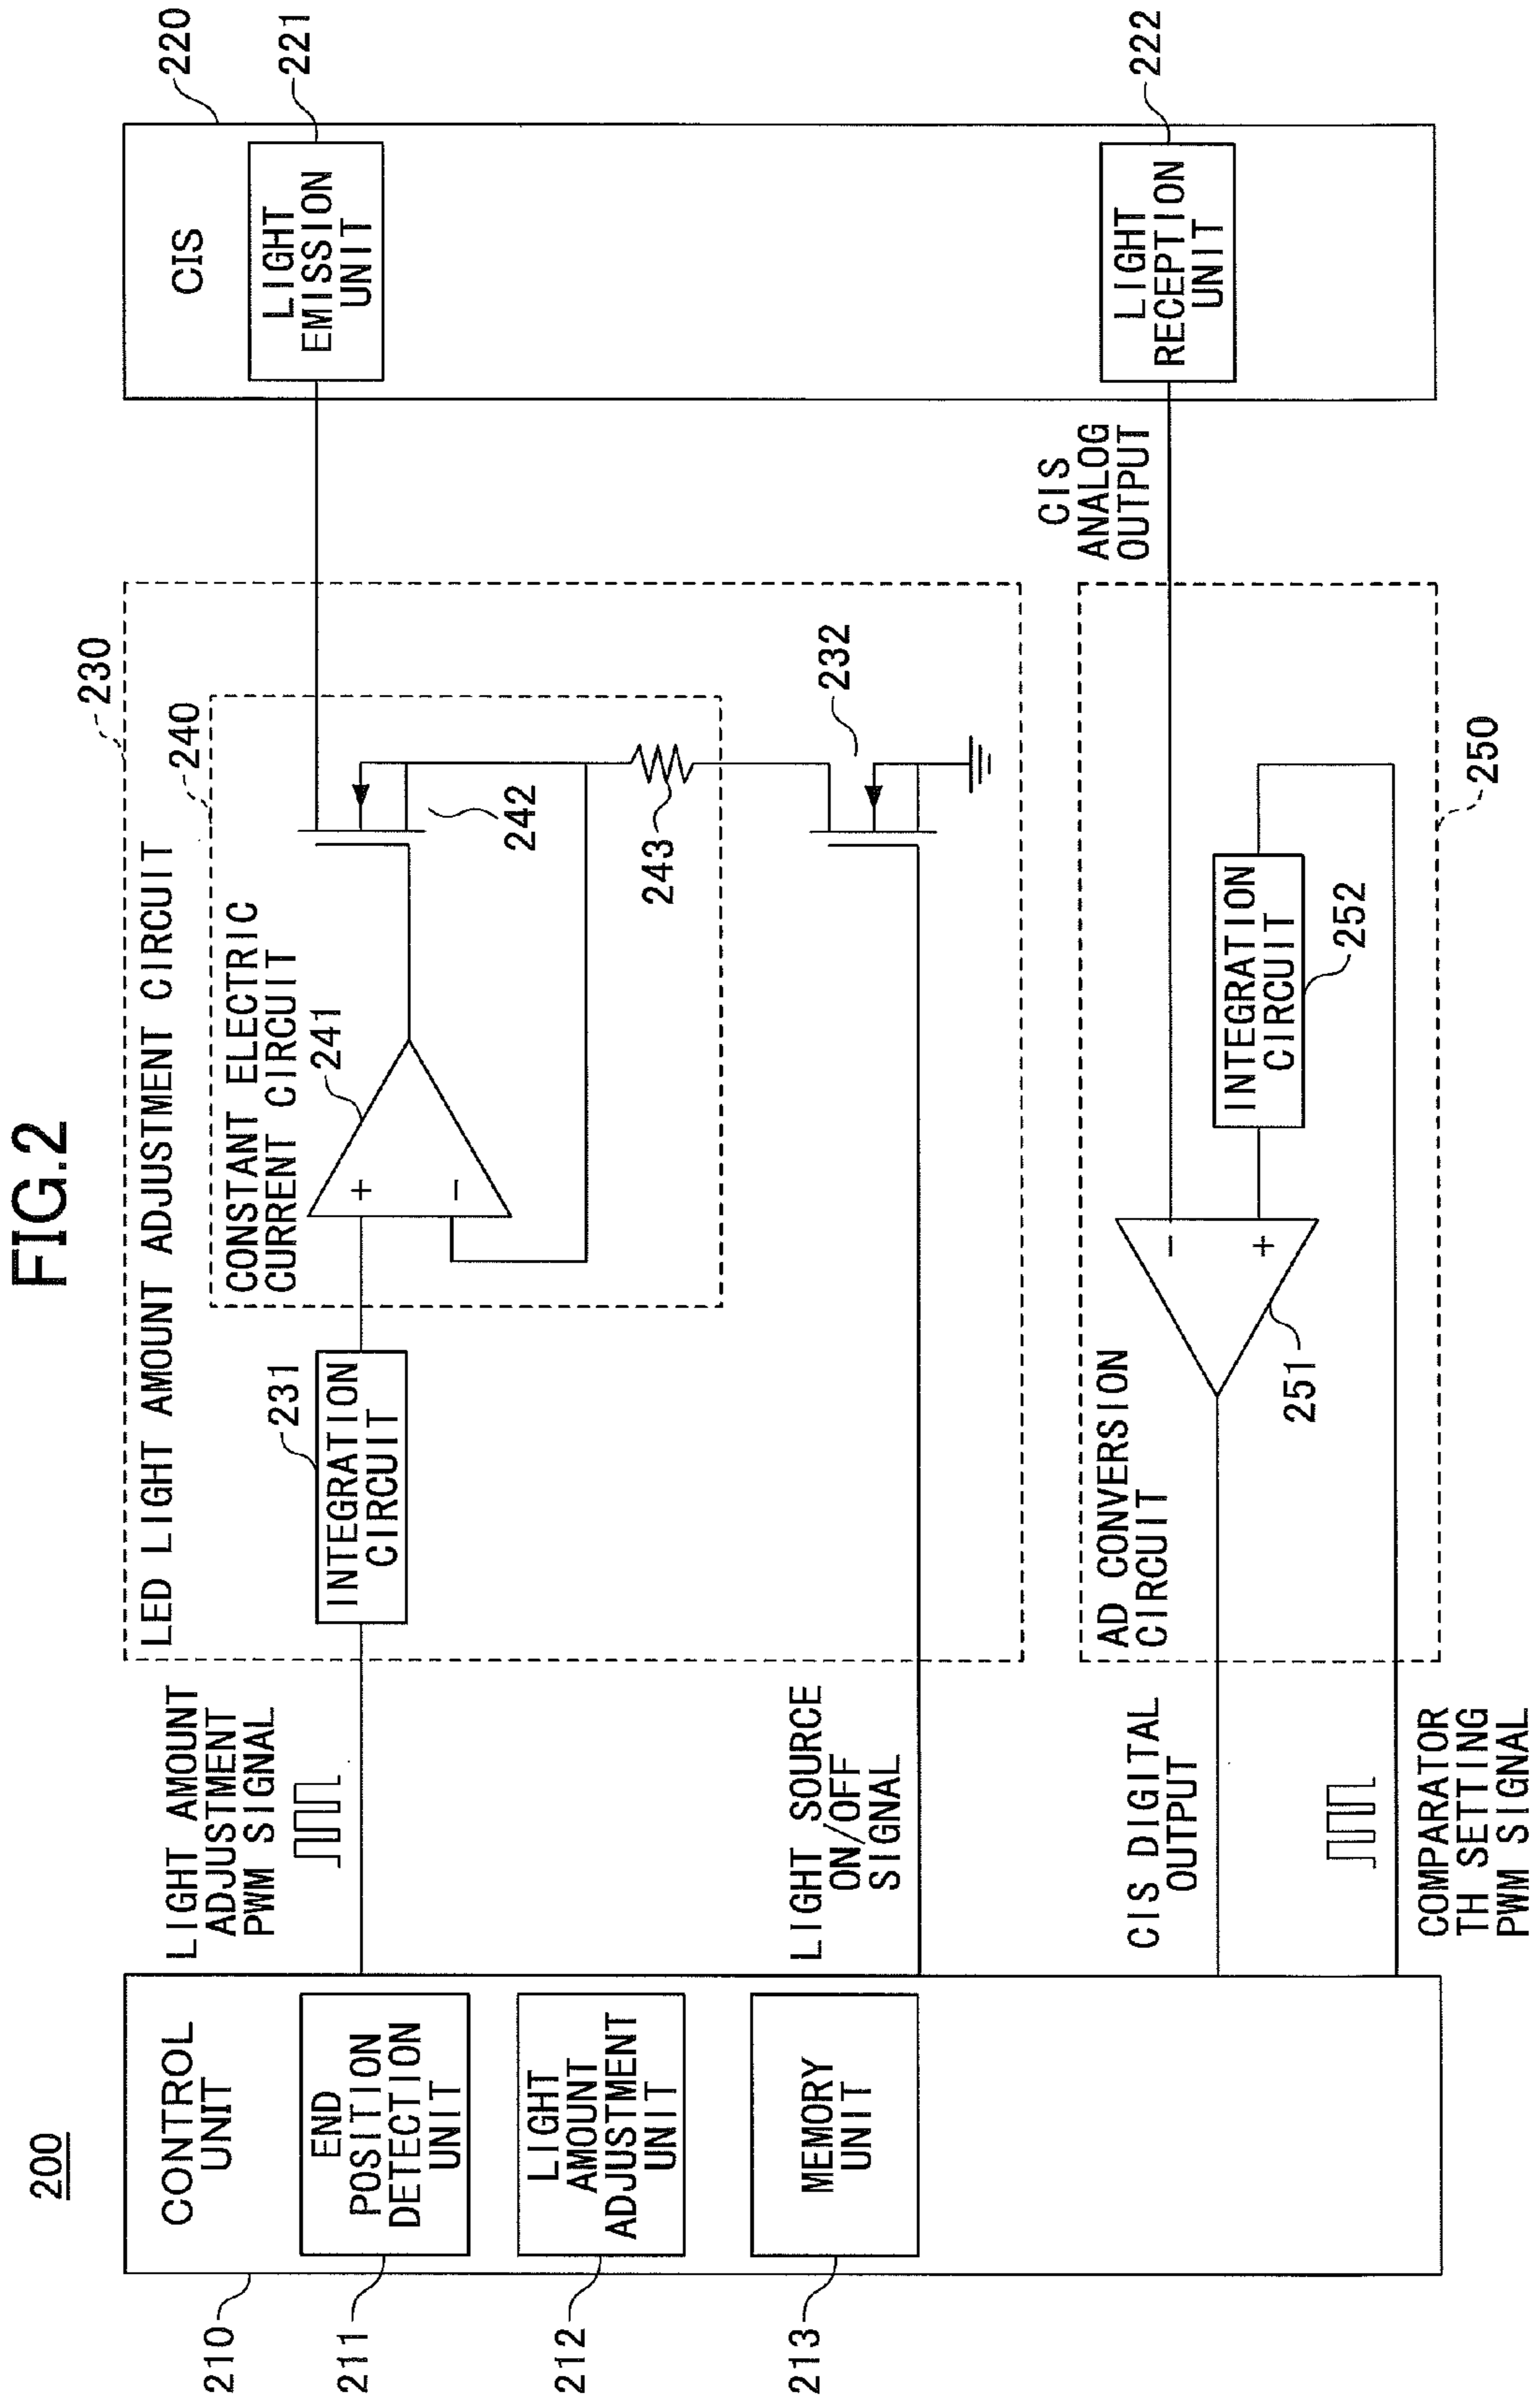 FIG.2
200
CONTROL
UNIT
210
END
POSITION
DETECTION
UNIT
211
LIGHT
AMOUNT
ADJUSTMENT
UNIT
212
MEMORY
UNIT
213
LIGHT AMOUNT
ADJUSTMENT
PWM SIGNAL
LIGHT SOURCE
ON/OFF
SIGNAL
CIS DIGITAL
OUTPUT
COMPARATOR
TH SETTING
PWM SIGNAL
LED LIGHT AMOUNT ADJUSTMENT CIRCUIT
230
INTEGRATION
CIRCUIT
231
CONSTANT ELECTRIC
CURRENT CIRCUIT
240
241
+
-
242
243
232
AD CONVERSION
CIRCUIT
250
251
-
+
INTEGRATION
CIRCUIT
252
CIS
ANALOG
OUTPUT
CIS
220
LIGHT
EMISSION
UNIT
221
LIGHT
RECEPTION
UNIT
222